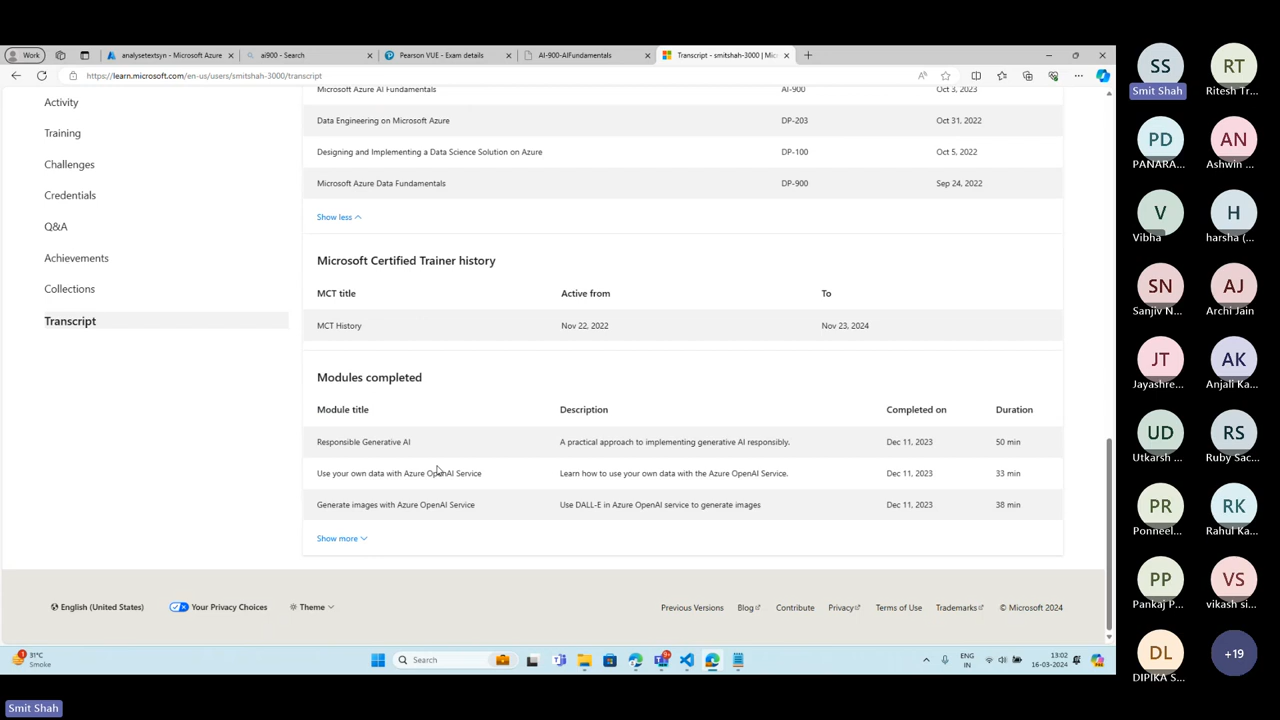 Work
analysetextsyn - Microsoft Azure
ai900 - Search
Pearson VUE - Exam details
AI-900-AIFundamentals
Transcript - smitshah-3000 | Mic
https://learn.microsoft.com/en-us/users/smitshah-3000/transcript
Activity
Training
Challenges
Credentials
Q&A
Achievements
Collections
Transcript
Microsoft Azure AI Fundamentals AI-900 Oct 3, 2023
Data Engineering on Microsoft Azure DP-203 Oct 31, 2022
Designing and Implementing a Data Science Solution on Azure DP-100 Oct 5, 2022
Microsoft Azure Data Fundamentals DP-900 Sep 24, 2022
Show less
Microsoft Certified Trainer history
MCT title Active from To
MCT History Nov 22, 2022 Nov 23, 2024
Modules completed
Module title Description Completed on Duration
Responsible Generative AI A practical approach to implementing generative AI responsibly. Dec 11, 2023 50 min
Use your own data with Azure OpenAI Service Learn how to use your own data with the Azure OpenAI Service. Dec 11, 2023 33 min
Generate images with Azure OpenAI Service Use DALL-E in Azure OpenAI service to generate images Dec 11, 2023 38 min
Show more
English (United States) Your Privacy Choices Theme
Previous Versions Blog Contribute Privacy Terms of Use Trademarks © Microsoft 2024
1
31°C
Smoke
Search
9+
ENG
IN
13:02
16-03-2024
SS RT
Smit Shah Ritesh Tr...
PD AN
PANARA... Ashwin ...
V H
Vibha harsha (...
SN AJ
Sanjiv N... Archi Jain
JT AK
Jayashre... Anjali Ka...
UD RS
Utkarsh ... Ruby Sac...
PR RK
Ponneel... Rahul Ka...
PP VS
Pankaj P... vikash si...
DL +19
DIPIKA S...
Smit Shah